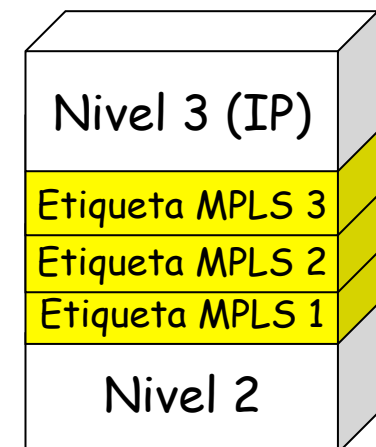 Nivel 3 (IP)
Etiqueta MPLS 3
Etiqueta MPLS 2
Etiqueta MPLS 1
Nivel 2